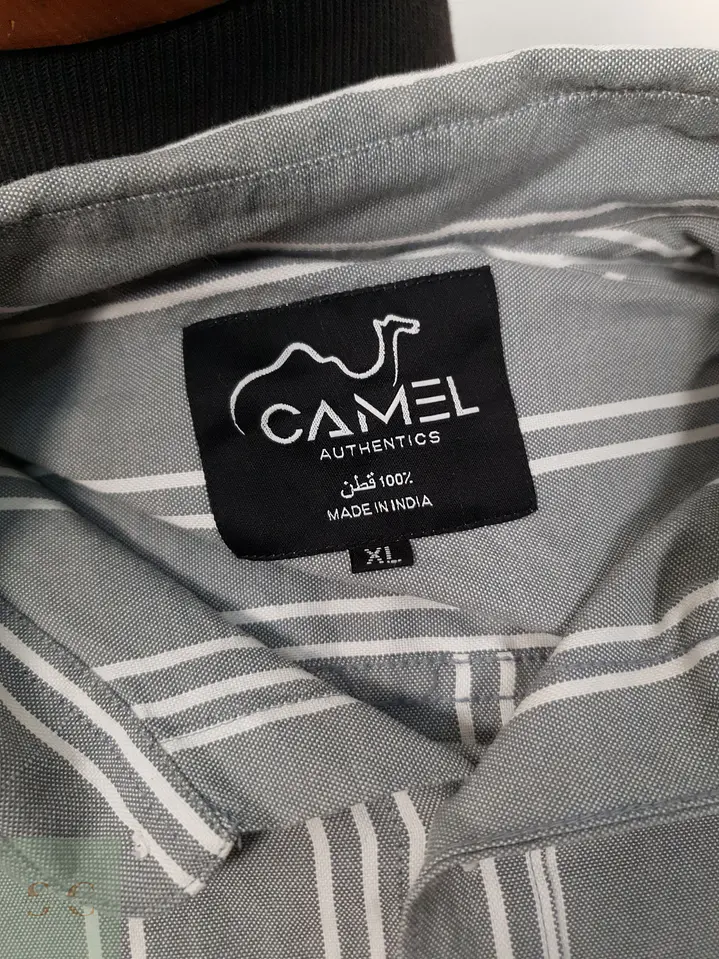 CAMEL
AUTHENTICS
100% قطن
MADE IN INDIA
XL